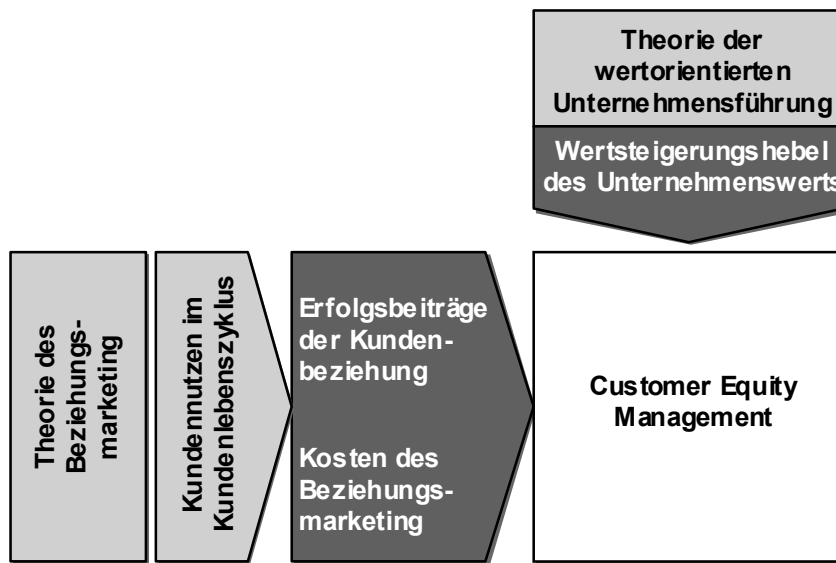 Theorie der
wertorientierten
Unternehmensführung
Wertsteigerungshebel
des Unternehmenswerts
Theorie des
Beziehungs-
marketing
Kundennutzen im
Kundenlebenszyklus
Erfolgsbeiträge
der Kunden-
beziehung
Kosten des
Beziehungs-
marketing
Customer Equity
Management